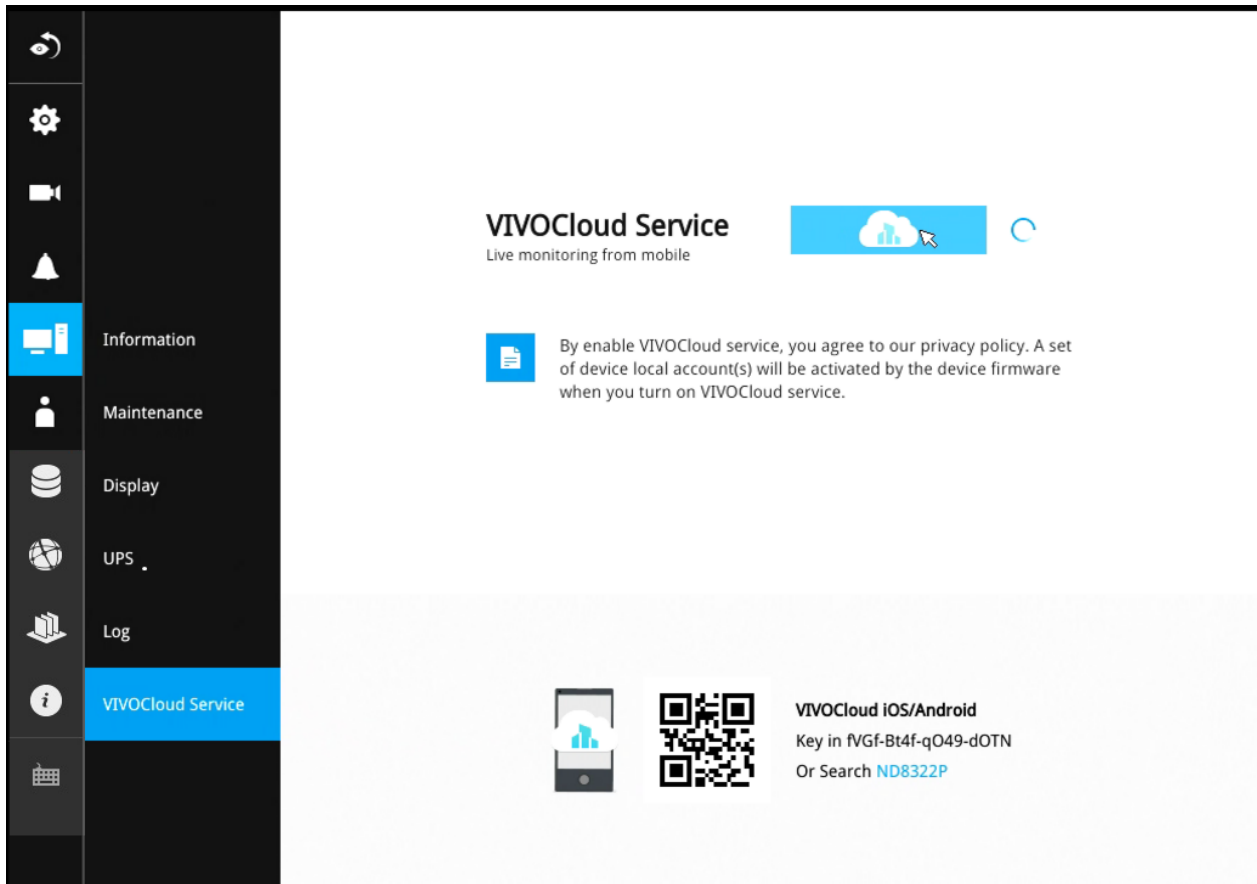 VIVOCloud Service
Live monitoring from mobile
Information
By enable VIVOCloud service, you agree to our privacy policy. A set
of device local account(s) will be activated by the device firmware
when you turn on VIVOCloud service.
Maintenance
Display
UPS
Log
VIVOCloud Service
VIVOCloud iOS/Android
Key in fVGf-Bt4f-qO49-dOTN
Or Search ND8322P